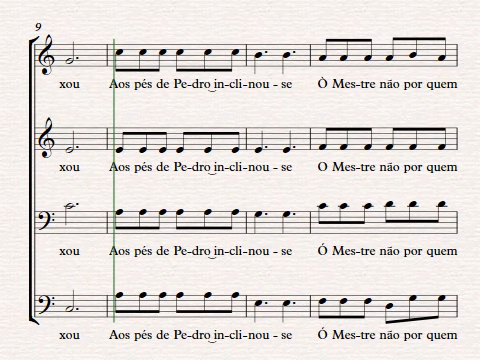 9
xou Aos pés de Pe-dro‿in-cli-nou - se Ó Mes-tre não por quem
xou Aos pés de Pe-dro‿in-cli-nou - se O Mes-tre não por quem
xou Aos pés de Pe-dro‿in-cli-nou - se Ó Mes-tre não por quem
xou Aos pés de Pe-dro‿in-cli-nou - se Ó Mes-tre não por quem